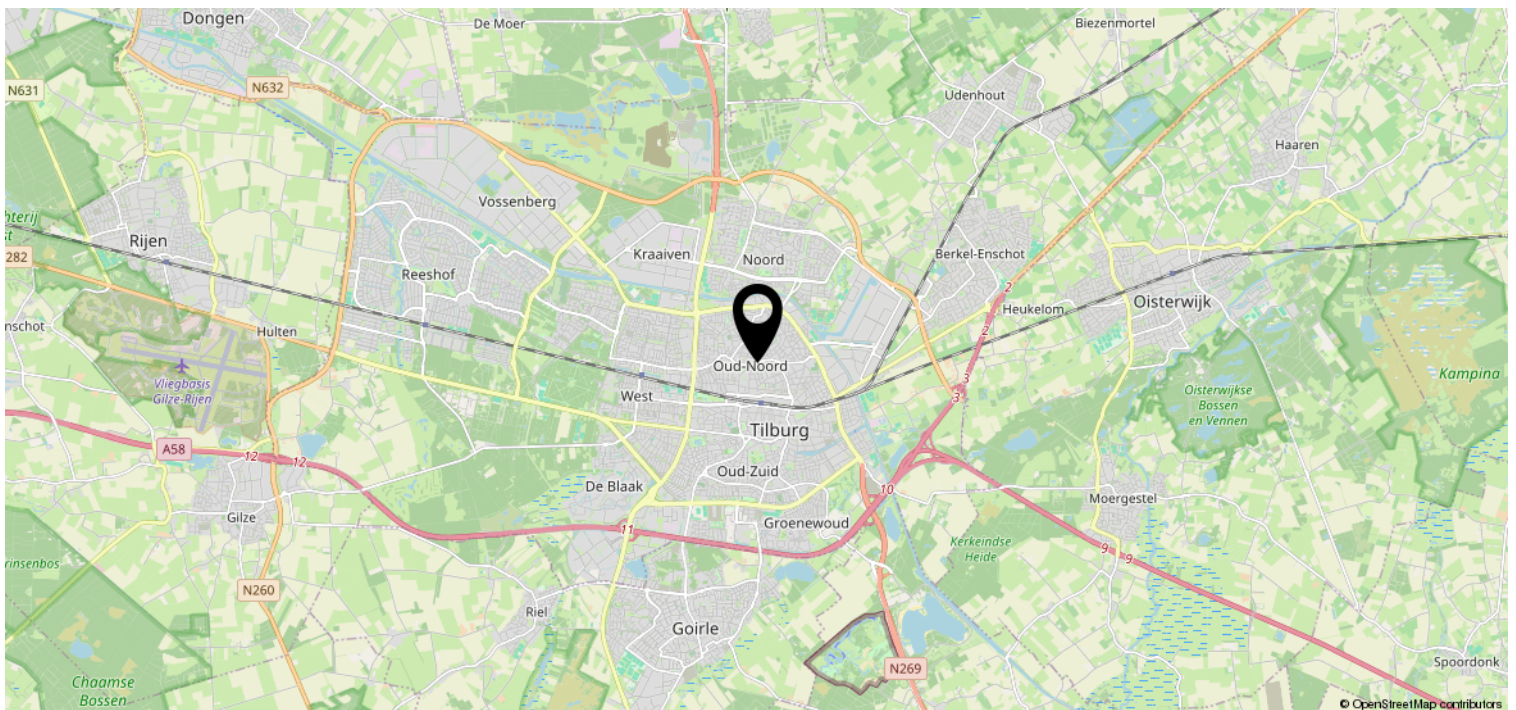 Dongen
De Moer
Biezenmortel
N631
N632
Udenhout
Haaren
Vossenberg
Rijen
Kraaiven
Noord
Berkel-Enschot
282
Reeshof
2
Heukelom
Oisterwijk
Hulten
2
Vliegbasis
Gilze-Rijen
Oud-Noord
3
Kampina
West
3
Oisterwijkse
Bossen
en Vennen
Tilburg
A58
12
12
Oud-Zuid
De Blaak
10
Moergestel
Gilze
11
Groenewoud
Kerkeindse
Heide
9
9
N260
Riel
Goirle
N269
Spoordonk
Chaamse
Bossen
© OpenStreetMap contributors